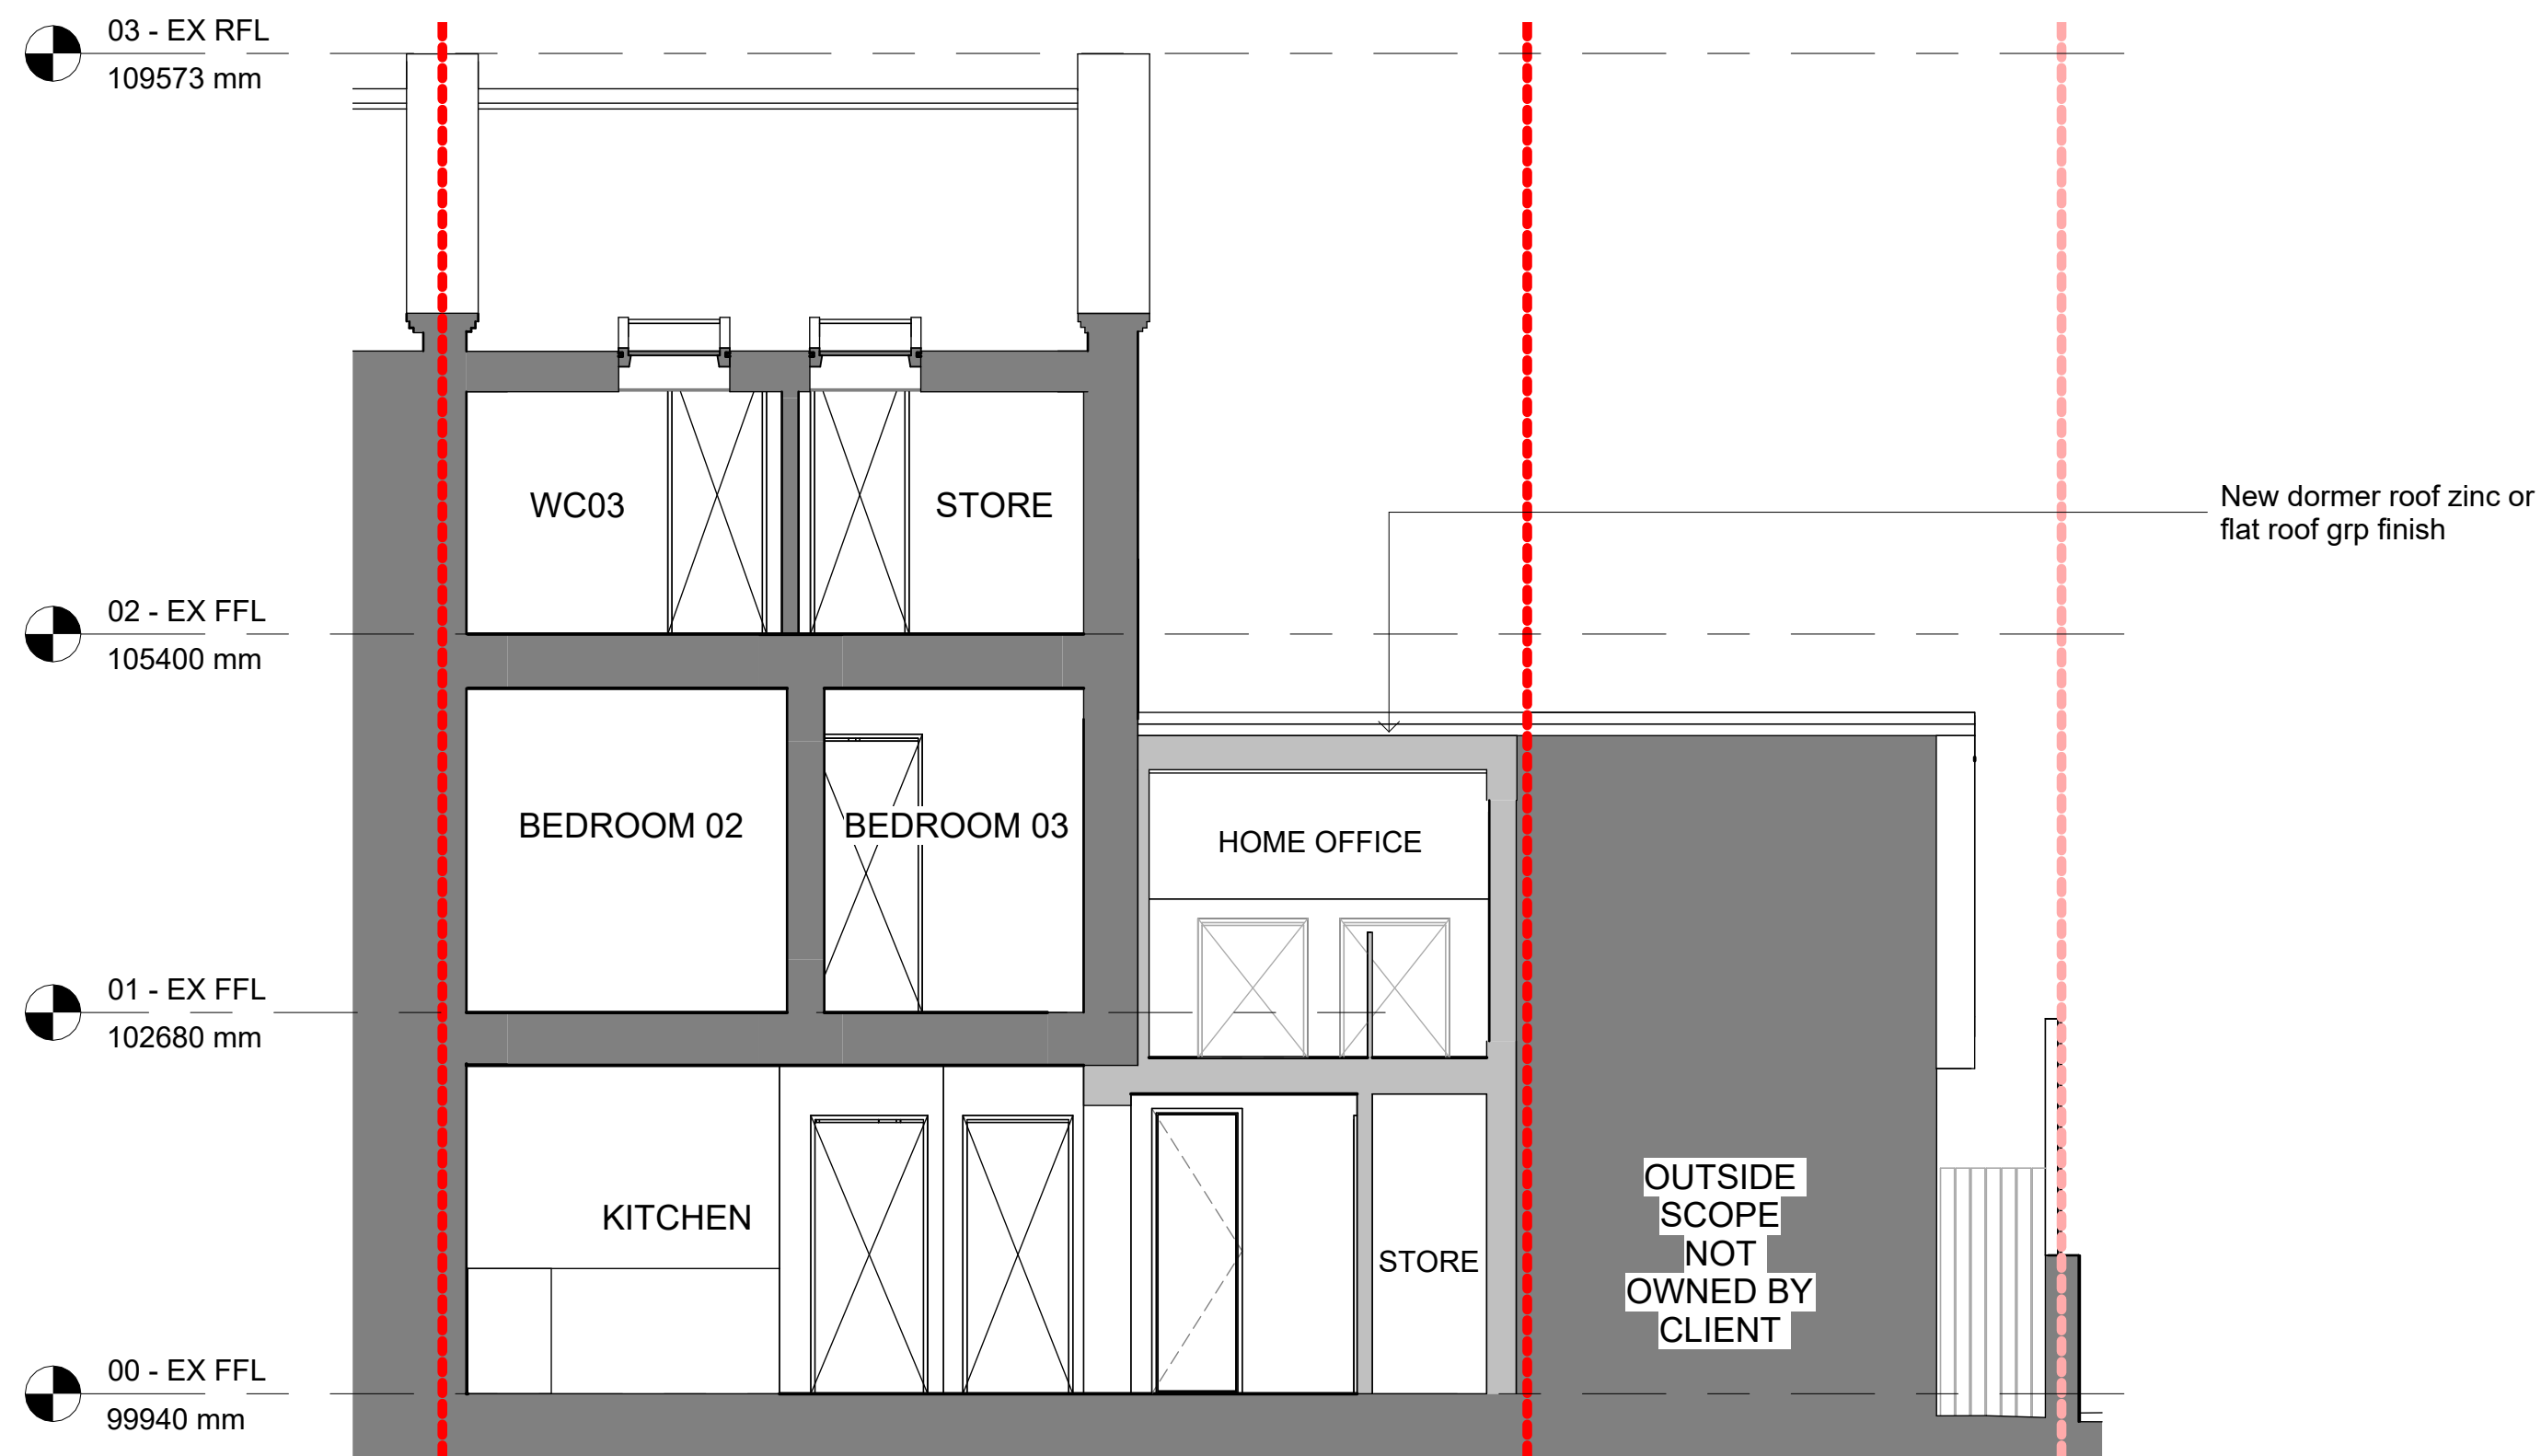 03 - EX RFL
109573 mm
New dormer roof zinc or
flat roof grp finish
WC03
STORE
02 - EX FFL
105400 mm
BEDROOM 02
BEDROOM 03
HOME OFFICE
01 - EX FFL
102680 mm
KITCHEN
STORE
OUTSIDE
SCOPE
NOT
OWNED BY
CLIENT
00 - EX FFL
99940 mm